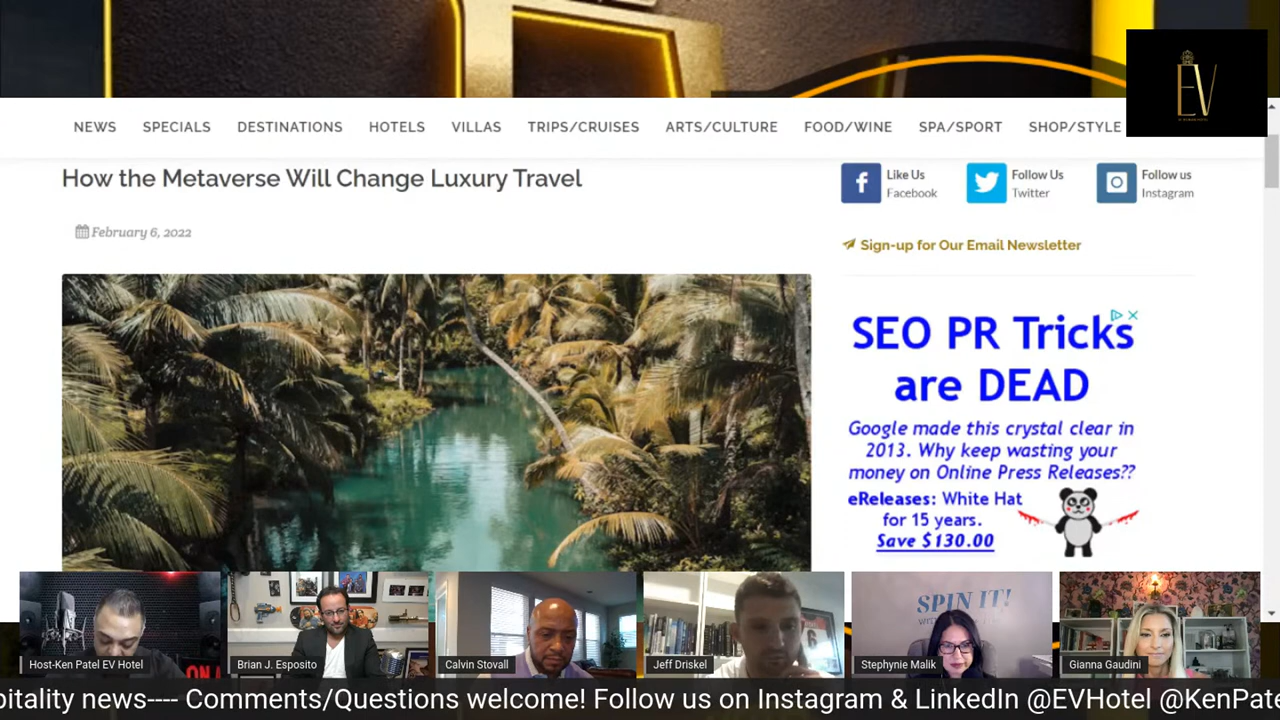 EV
NEWS SPECIALS DESTINATIONS HOTELS VILLAS TRIPS/CRUISES ARTS/CULTURE FOOD/WINE SPA/SPORT SHOP/STYLE
How the Metaverse Will Change Luxury Travel
February 6, 2022
Like Us
Facebook
Follow Us
Twitter
Follow us
Instagram
Sign-up for Our Email Newsletter
SEO PR Tricks
are DEAD
Google made this crystal clear in
2013. Why keep wasting your
money on Online Press Releases??
eReleases: White Hat
for 15 years.
Save $130.00
SPIN IT!
ON
Host-Ken Patel EV Hotel
Brian J. Esposito
Calvin Stovall
Jeff Driskel
Stephynie Malik
Gianna Gaudini
pitality news---- Comments/Questions welcome! Follow us on Instagram & LinkedIn @EVHotel @KenPate